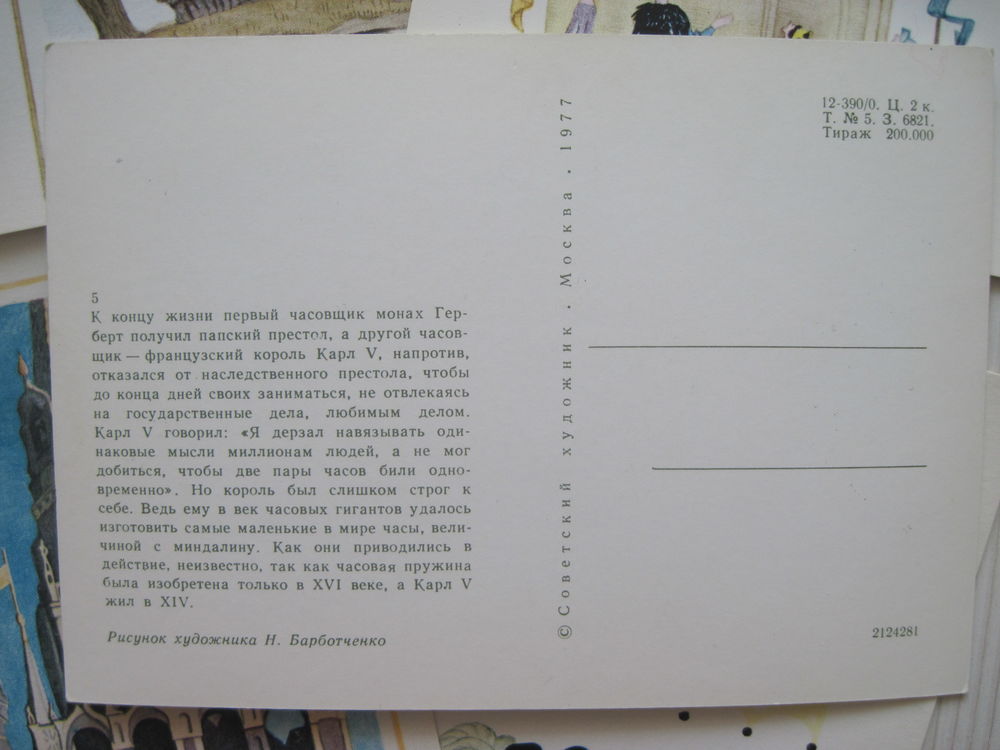 5
К концу жизни первый часовщик монах Гер-
берт получил папский престол, а другой часов-
щик — французский король Карл V, напротив,
отказался от наследственного престола, чтобы
до конца дней своих заниматься, не отвлекаясь
на государственные дела, любимым делом.
Карл V говорил: «Я дерзал навязывать оди-
наковые мысли миллионам людей, а не мог
добиться, чтобы две пары часов били одно-
временно». Но король был слишком строг к
себе. Ведь ему в век часовых гигантов удалось
изготовить самые маленькие в мире часы, вели-
чиной с миндалину. Как они приводились в
действие, неизвестно, так как часовая пружина
была изобретена только в XVI веке, а Карл V
жил в XIV.
Рисунок художника Н. Барботченко
© Советский художник · Москва · 1977
12-390/0. Ц. 2 к.
Т. № 5. З. 6821.
Тираж 200.000
2124281